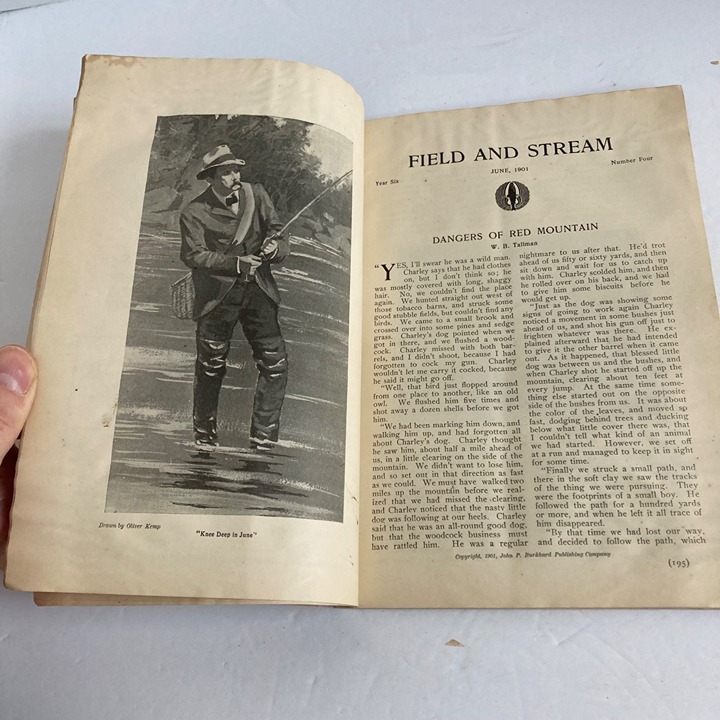 Drawn by Oliver Kemp
"Knee Deep in June"
FIELD AND STREAM
JUNE, 1901
Year Six
Number Four
DANGERS OF RED MOUNTAIN
W. B. Tallman
"YES, I'll swear he was a wild man.
Charley says that he had clothes
on, but I don't think so; he
was mostly covered with long, shaggy
hair. No, we couldn't find the place
again. We hunted straight out west of
those tobacco barns, and struck some
good stubble fields, but couldn't find any
birds. We came to a small brook and
crossed over into some pines and sedge
grass. Charley's dog pointed when we
got in there, and we flushed a wood-
cock. Charley missed with both bar-
rels, and I didn't shoot, because I had
forgotten to cock my gun. Charley
wouldn't let me carry it cocked, because
he said it might go off.
"Well, that bird just flopped around
from one place to another, like an old
owl. We flushed him five times and
shot away a dozen shells before we got
him.
"We had been marking him down, and
walking him up, and had forgotten all
about Charley's dog. Charley thought
he saw him, about half a mile ahead of
us, in a little clearing on the side of the
mountain. We didn't want to lose him,
and so set out in that direction as fast
as we could. We must have walked two
miles up the mountain before we real-
ized that we had missed the clearing,
and Charley noticed that the nasty little
dog was following at our heels. Charley
said that he was an all-round good dog,
but that the woodcock business must
have rattled him. He was a regular
nightmare to us after that. He'd trot
ahead of us fifty or sixty yards, and then
sit down and wait for us to catch up
with him. Charley scolded him, and then
he rolled over on his back, and we had
to give him some biscuits before he
would get up.
"Just as the dog was showing some
signs of going to work again Charley
noticed a movement in some bushes just
ahead of us, and shot his gun off just to
frighten whatever was there. He ex-
plained afterward that he had intended
to give it the other barrel when it came
out. As it happened, that blessed little
dog was between us and the bushes, and
when Charley shot he started off up the
mountain, clearing about ten feet at
every jump. At the same time some-
thing else started out on the opposite
side of the bushes from us. It was about
the color of the leaves, and moved so
fast, dodging behind trees and ducking
below what little cover there was, that
I couldn't tell what kind of an animal
we had started. However, we set off
at a run and managed to keep it in sight
for some time.
"Finally we struck a small path, and
there in the soft clay we saw the tracks
of the thing we were pursuing. They
were the footprints of a small boy. He
followed the path for a hundred yards
or more, and when he left it all trace of
him disappeared.
"By that time we had lost our way
and decided to follow the path, which
Copyright, 1901, John P. Burkhard Publishing Company
(195)